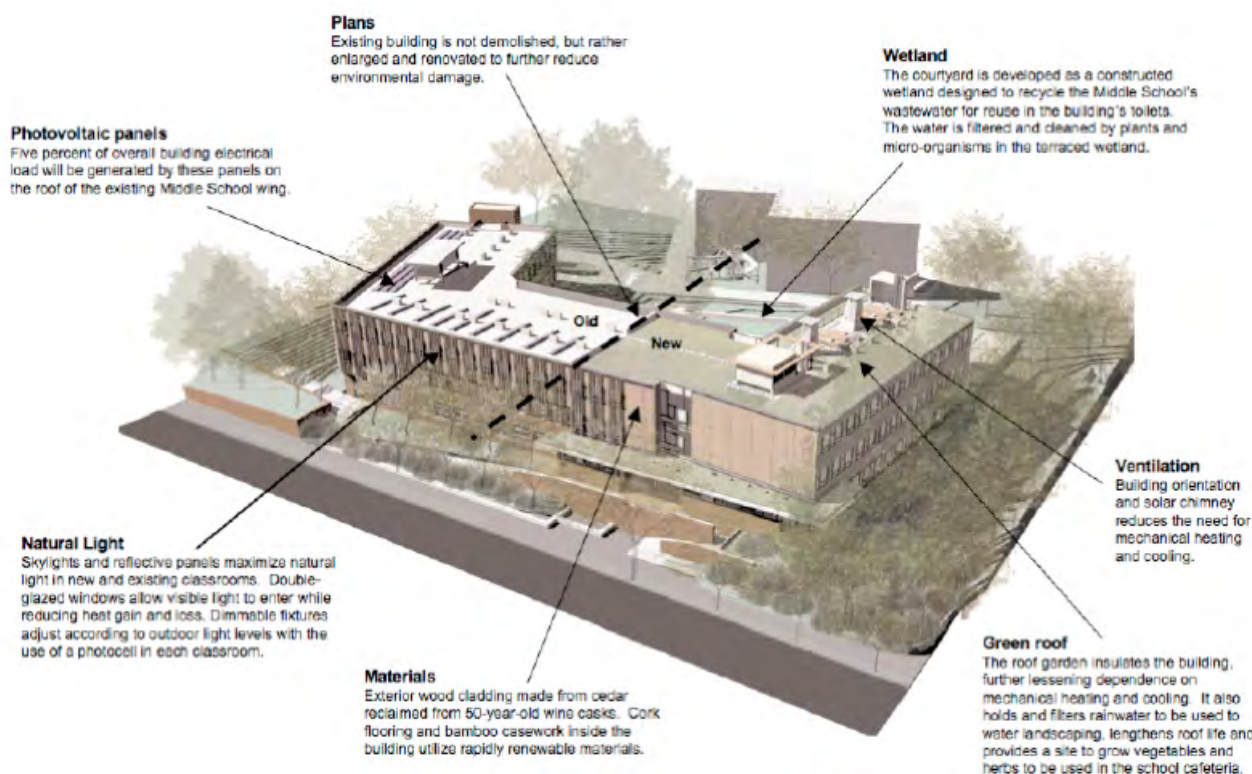 Plans
Existing building is not demolished, but rather
enlarged and renovated to further reduce
environmental damage.
Wetland
The courtyard is developed as a constructed
wetland designed to recycle the Middle School's
wastewater for reuse in the building's toilets.
The water is filtered and cleaned by plants and
micro-organisms in the terraced wetland.
Photovoltaic panels
Five percent of overall building electrical
load will be generated by these panels on
the roof of the existing Middle School wing.
Old
New
Ventilation
Building orientation
and solar chimney
reduces the need for
mechanical heating
and cooling.
Natural Light
Skylights and reflective panels maximize natural
light in new and existing classrooms. Double-
glazed windows allow visible light to enter while
reducing heat gain and loss. Dimmable fixtures
adjust according to outdoor light levels with the
use of a photocell in each classroom.
Materials
Exterior wood cladding made from cedar
reclaimed from 50-year-old wine casks. Cork
flooring and bamboo casework inside the
building utilize rapidly renewable materials.
Green roof
The roof garden insulates the building,
further lessening dependence on
mechanical heating and cooling. It also
holds and filters rainwater to be used to
water landscaping, lengthens roof life and
provides a site to grow vegetables and
herbs to be used in the school cafeteria.